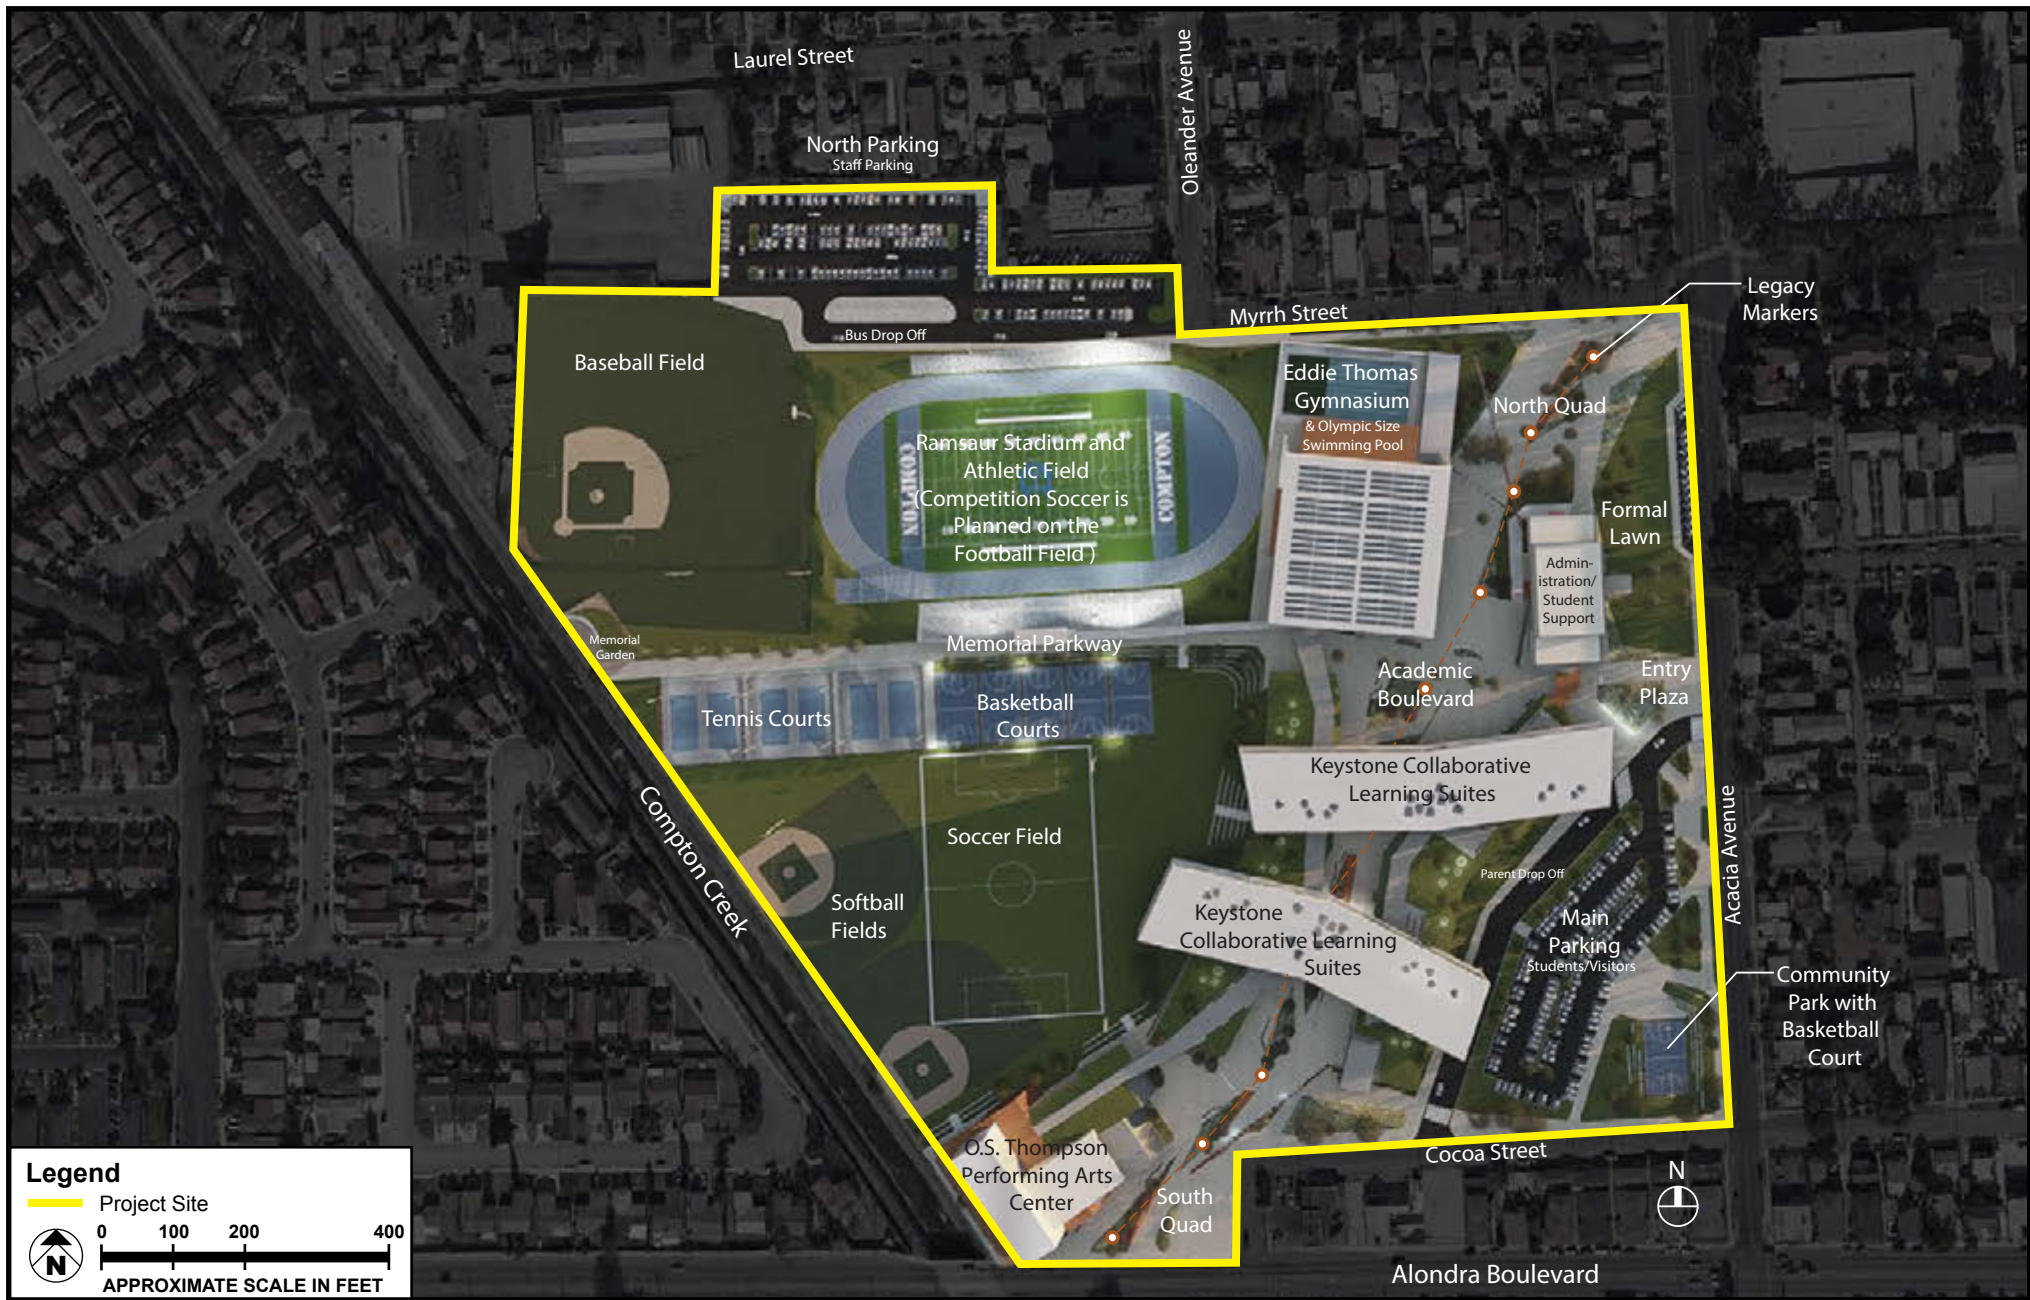 Laurel Street
Oleander Avenue
North Parking
Staff Parking
Bus Drop Off
Myrrh Street
Legacy
Markers
Baseball Field
Eddie Thomas
Gymnasium
& Olympic Size
Swimming Pool
North Quad
COMPTON
COMPTON
Ramsaur Stadium and
Athletic Field
(Competition Soccer is
Planned on the
Football Field )
Formal
Lawn
Admin-
istration/
Student
Support
Memorial
Garden
Memorial Parkway
Academic
Boulevard
Entry
Plaza
Tennis Courts
Basketball
Courts
Keystone Collaborative
Learning Suites
Compton Creek
Soccer Field
Acacia Avenue
Parent Drop Off
Softball
Fields
Keystone
Collaborative Learning
Suites
Main
Parking
Students/Visitors
Community
Park with
Basketball
Court
O.S. Thompson
Performing Arts
Center
South
Quad
Cocoa Street
N
Alondra Boulevard
Legend
Project Site
N
0 100 200 400
APPROXIMATE SCALE IN FEET